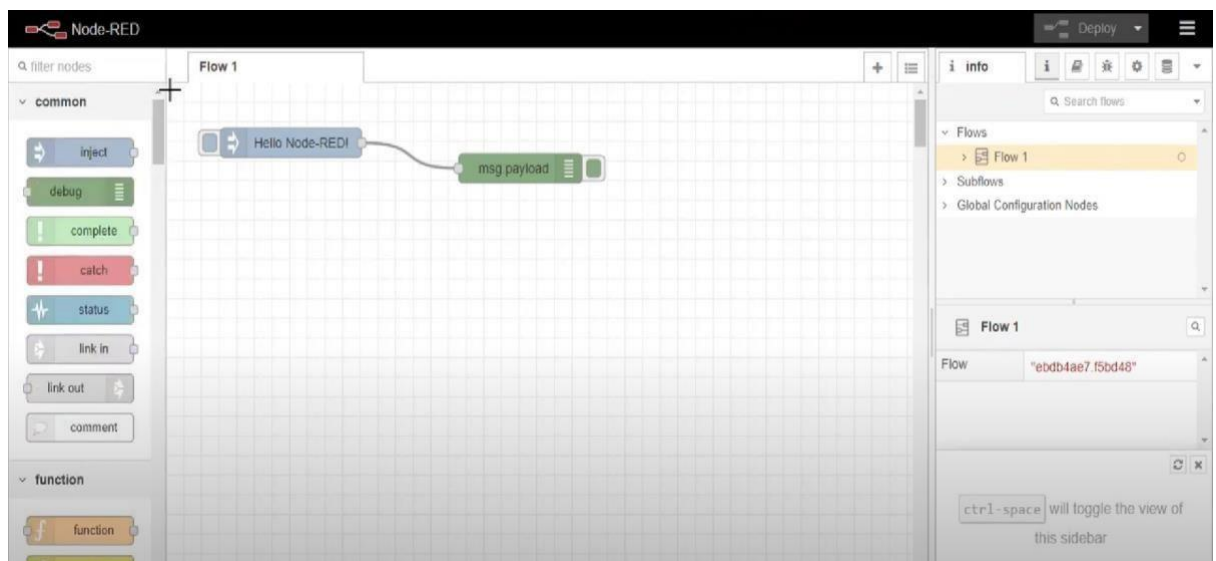 Node-RED
Deploy
filter nodes
Flow 1
i info
common
Search flows
Hello Node-RED!
Flows
inject
Flow 1
msg payload
Subflows
debug
Global Configuration Nodes
complete
catch
status
Flow 1
link in
Flow "ebdb4ae7.f5bd48"
link out
comment
function
ctrl-space will toggle the view of
this sidebar
function